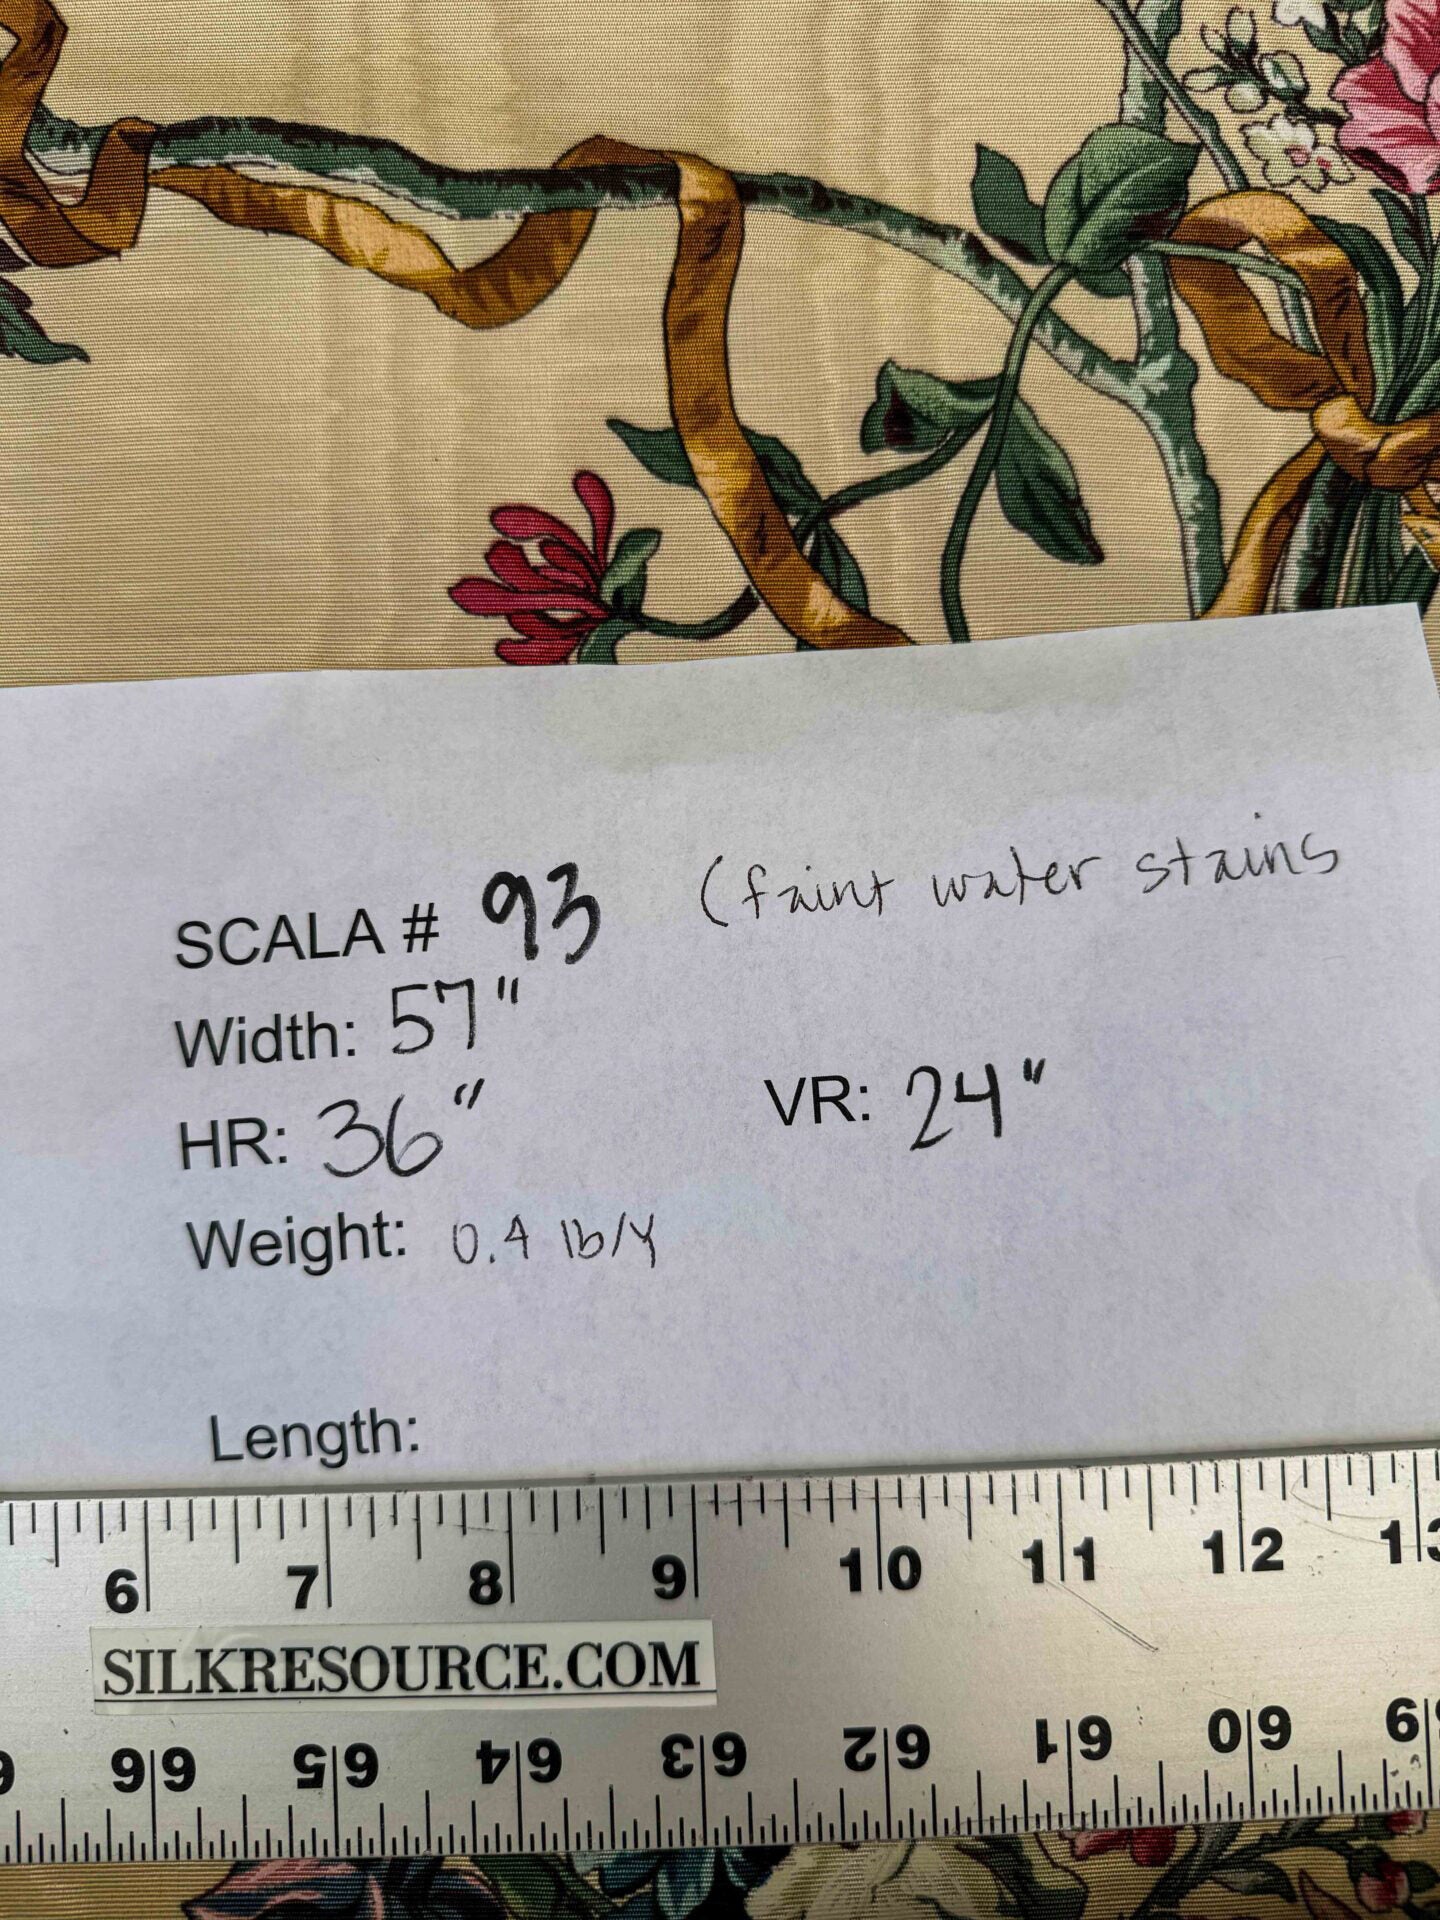 SCALA # 93 (faint water stains
Width: 57"
HR: 36" VR: 24"
Weight: 0.4 lb/y
Length:
6 7 8 9 10 11 12 13
SILKRESOURCE.COM
66 65 64 63 62 61 60 59